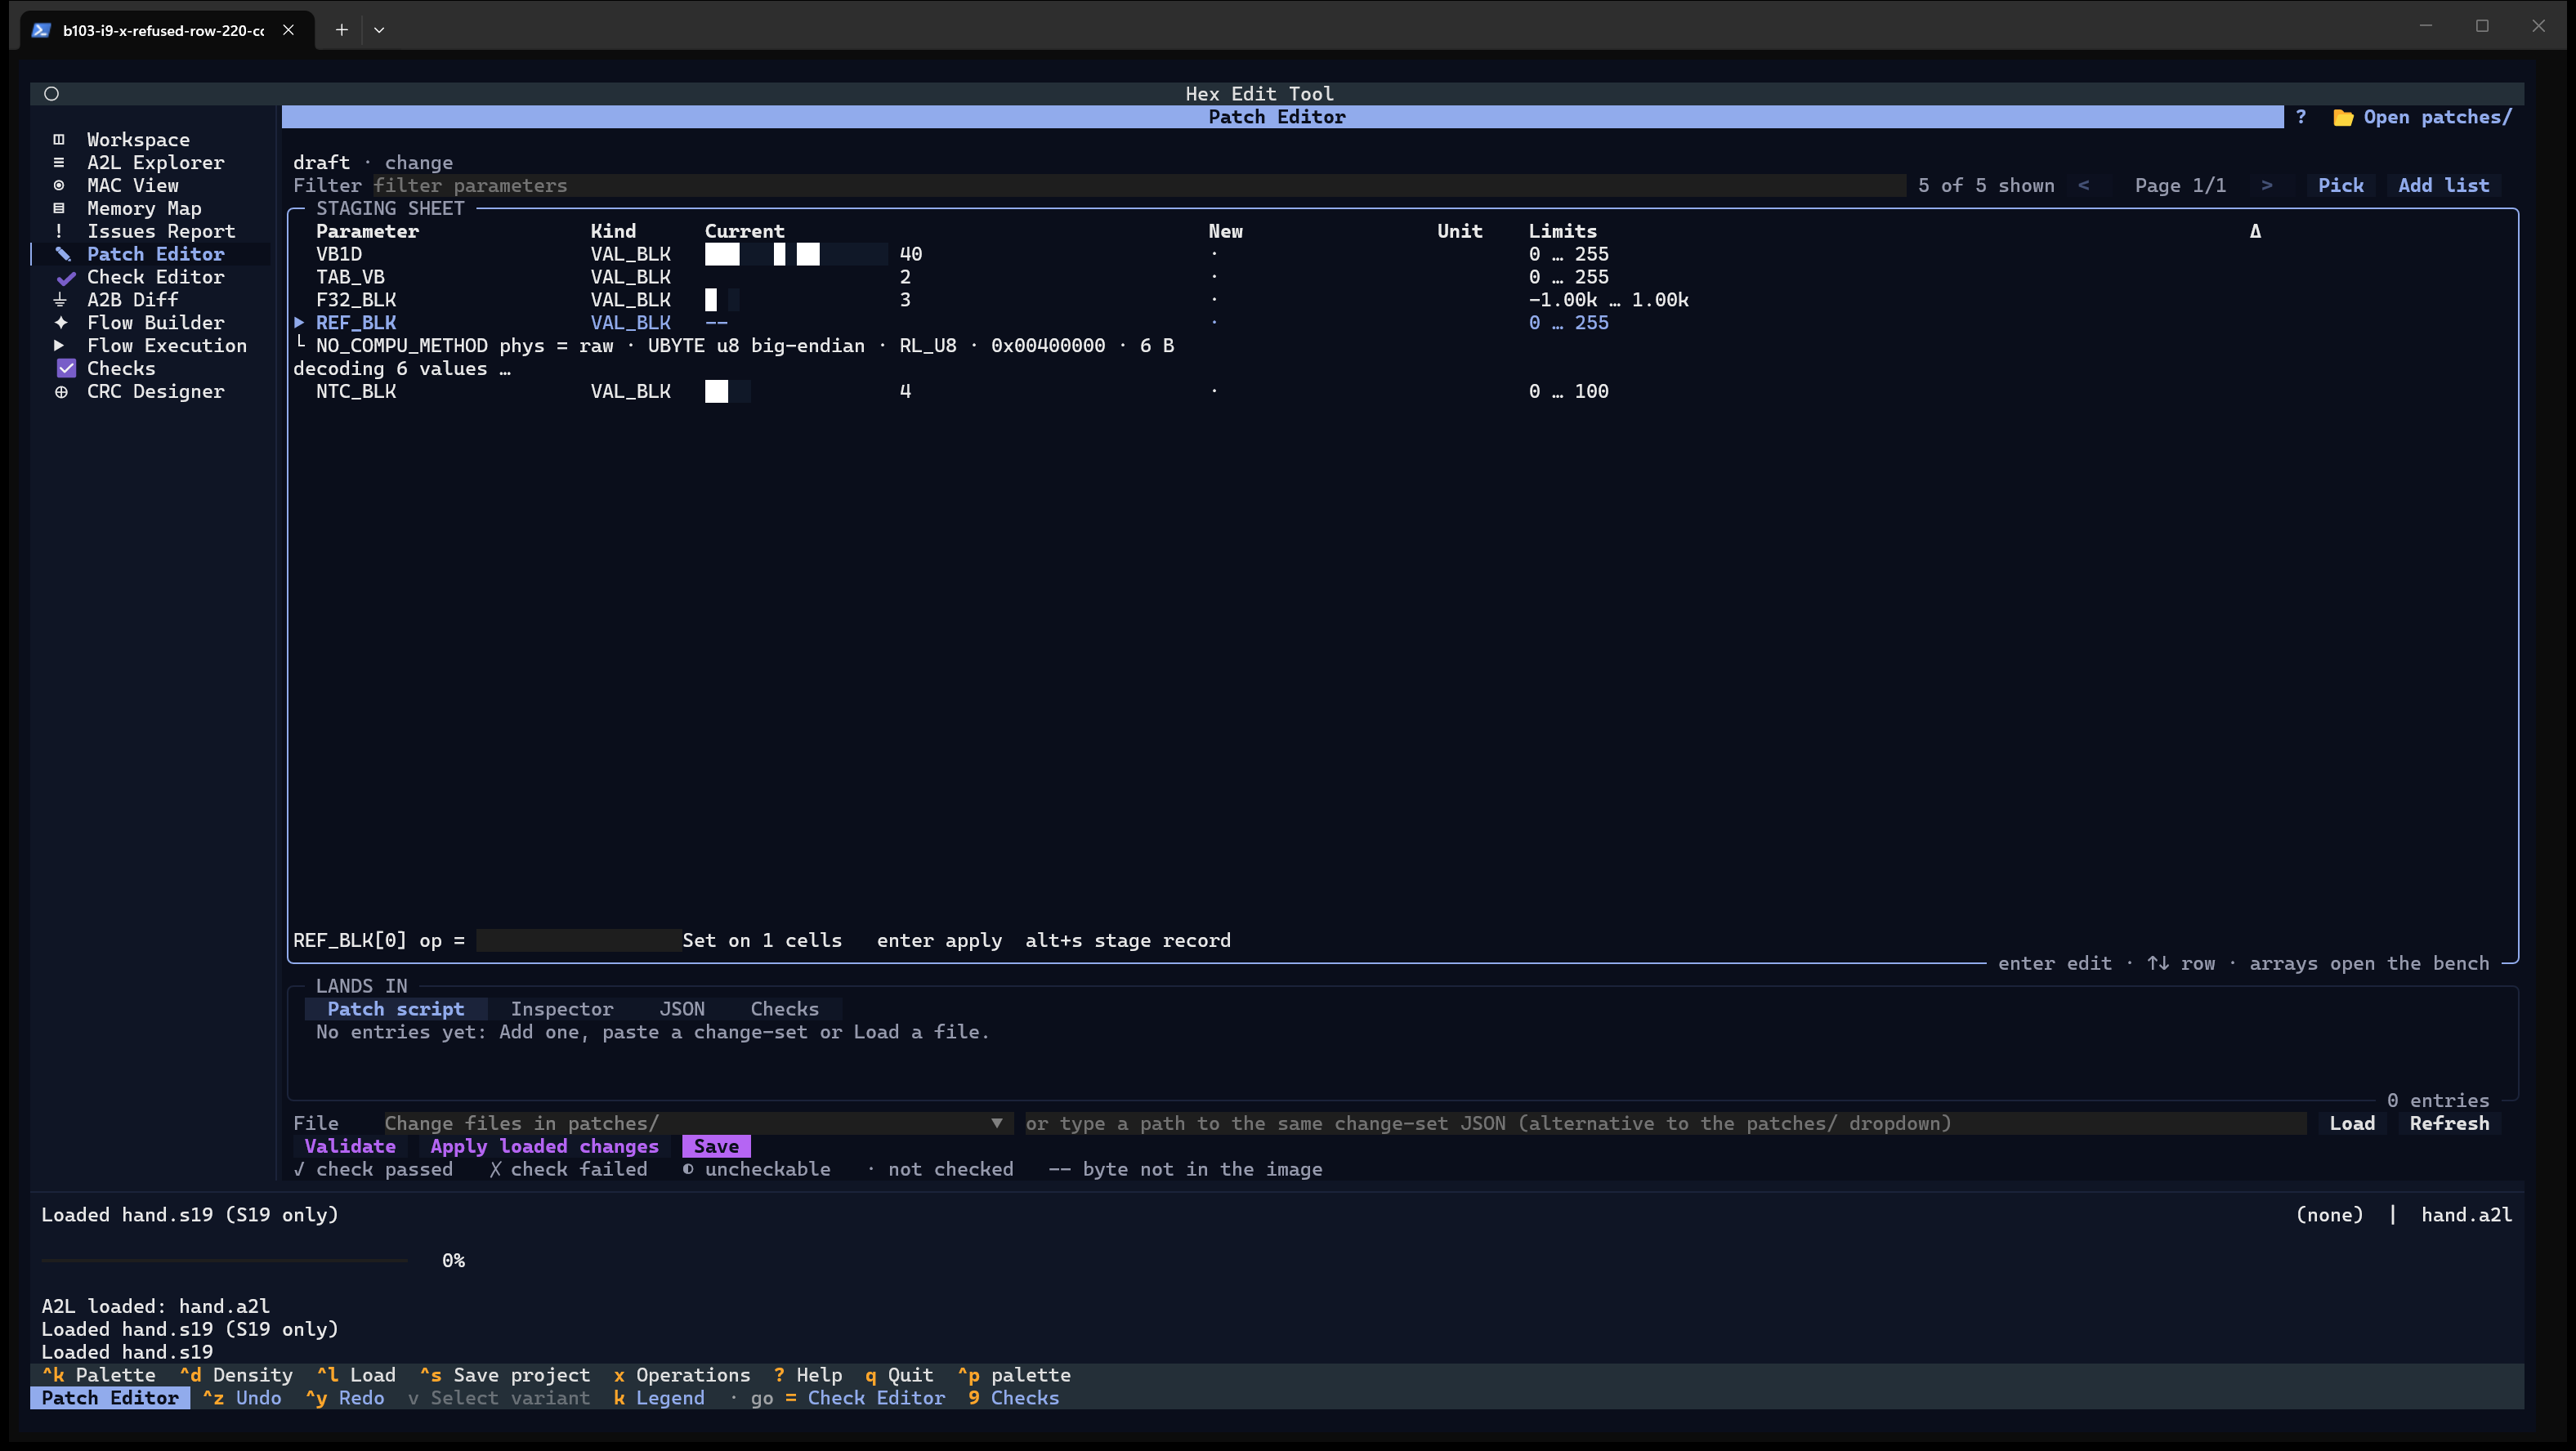 b103-i9-x-refused-row-220-cc
Hex Edit Tool
Patch Editor ? Open patches/
Workspace
A2L Explorer
MAC View
Memory Map
! Issues Report
Patch Editor
Check Editor
A2B Diff
Flow Builder
Flow Execution
Checks
CRC Designer
draft · change
Filter filter parameters 5 of 5 shown < Page 1/1 > Pick Add list
STAGING SHEET
Parameter Kind Current New Unit Limits Δ
VB1D VAL_BLK 40 · 0 … 255
TAB_VB VAL_BLK 2 · 0 … 255
F32_BLK VAL_BLK 3 · -1.00k … 1.00k
▶ REF_BLK VAL_BLK -- · 0 … 255
└ NO_COMPU_METHOD phys = raw · UBYTE u8 big-endian · RL_U8 · 0x00400000 · 6 B
decoding 6 values …
NTC_BLK VAL_BLK 4 · 0 … 100
REF_BLK[0] op = Set on 1 cells enter apply alt+s stage record
enter edit · ↑↓ row · arrays open the bench
LANDS IN
Patch script Inspector JSON Checks
No entries yet: Add one, paste a change-set or Load a file.
0 entries
File Change files in patches/ ▼ or type a path to the same change-set JSON (alternative to the patches/ dropdown) Load Refresh
Validate Apply loaded changes Save
√ check passed ╳ check failed ◐ uncheckable · not checked -- byte not in the image
Loaded hand.s19 (S19 only) (none) | hand.a2l
0%
A2L loaded: hand.a2l
Loaded hand.s19 (S19 only)
Loaded hand.s19
^k Palette ^d Density ^l Load ^s Save project x Operations ? Help q Quit ^p palette
Patch Editor ^z Undo ^y Redo v Select variant k Legend · go = Check Editor 9 Checks